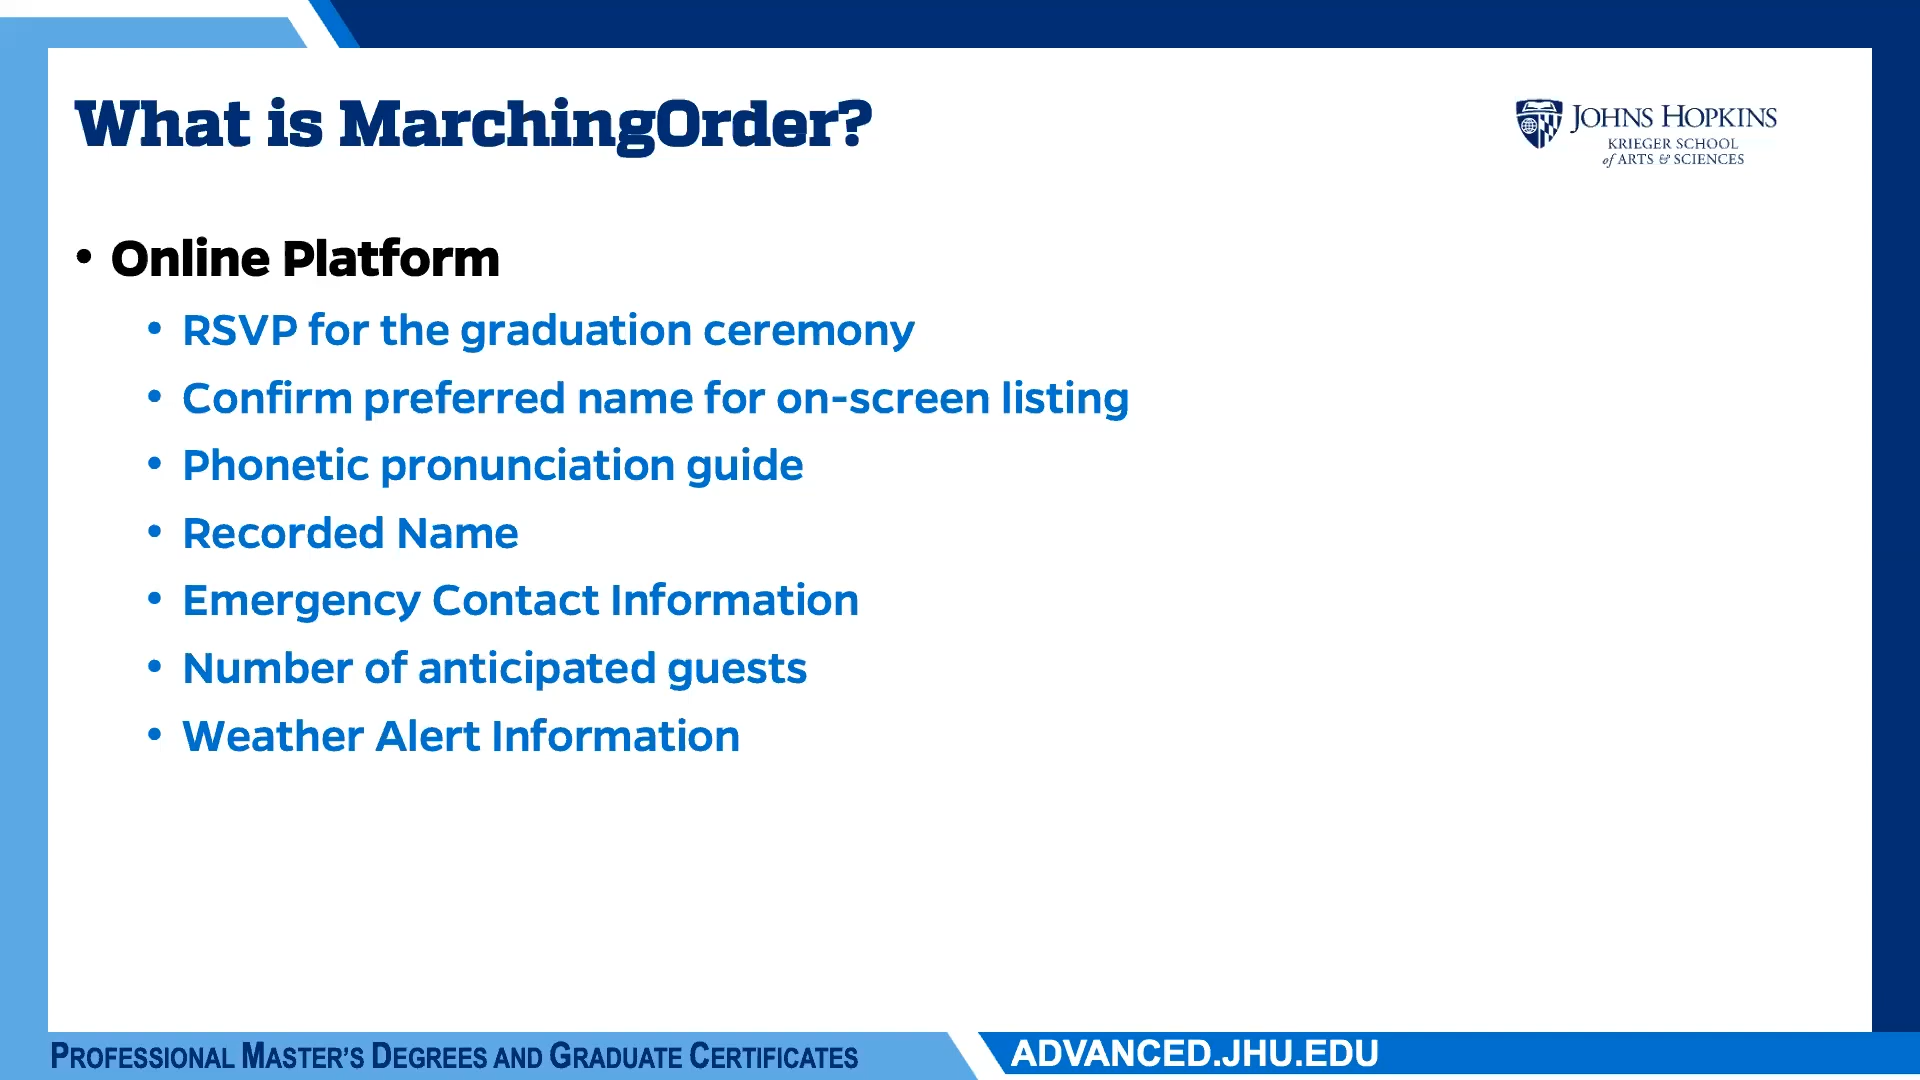 What is MarchingOrder?
JOHNS HOPKINS
KRIEGER SCHOOL
of ARTS & SCIENCES
• Online Platform
• RSVP for the graduation ceremony
• Confirm preferred name for on-screen listing
• Phonetic pronunciation guide
• Recorded Name
• Emergency Contact Information
• Number of anticipated guests
• Weather Alert Information
PROFESSIONAL MASTER'S DEGREES AND GRADUATE CERTIFICATES
ADVANCED.JHU.EDU